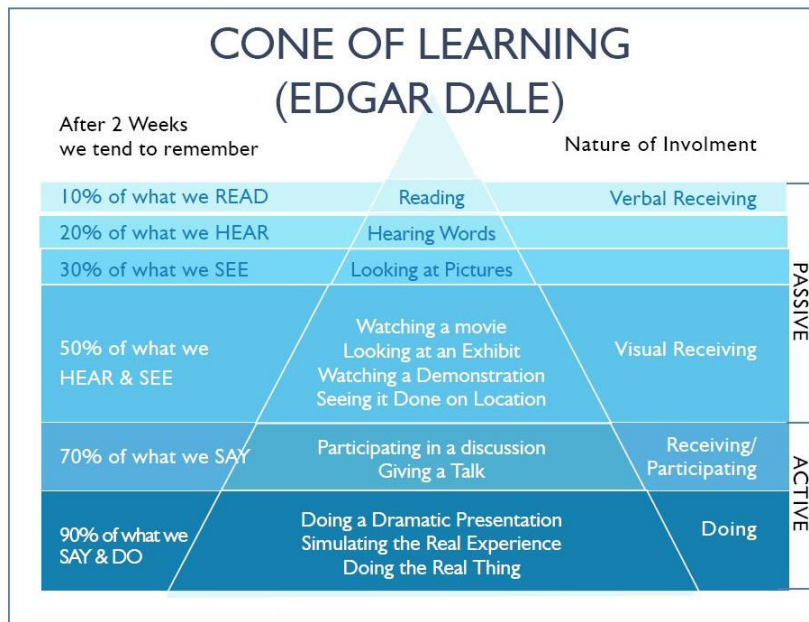 CONE OF LEARNING
(EDGAR DALE)
After 2 Weeks
we tend to remember
Nature of Involment
10% of what we READ
Reading
Verbal Receiving
20% of what we HEAR
Hearing Words
30% of what we SEE
Looking at Pictures
50% of what we
HEAR & SEE
Watching a movie
Looking at an Exhibit
Watching a Demonstration
Seeing it Done on Location
Visual Receiving
PASSIVE
70% of what we SAY
Participating in a discussion
Giving a Talk
Receiving/
Participating
90% of what we
SAY & DO
Doing a Dramatic Presentation
Simulating the Real Experience
Doing the Real Thing
Doing
ACTIVE